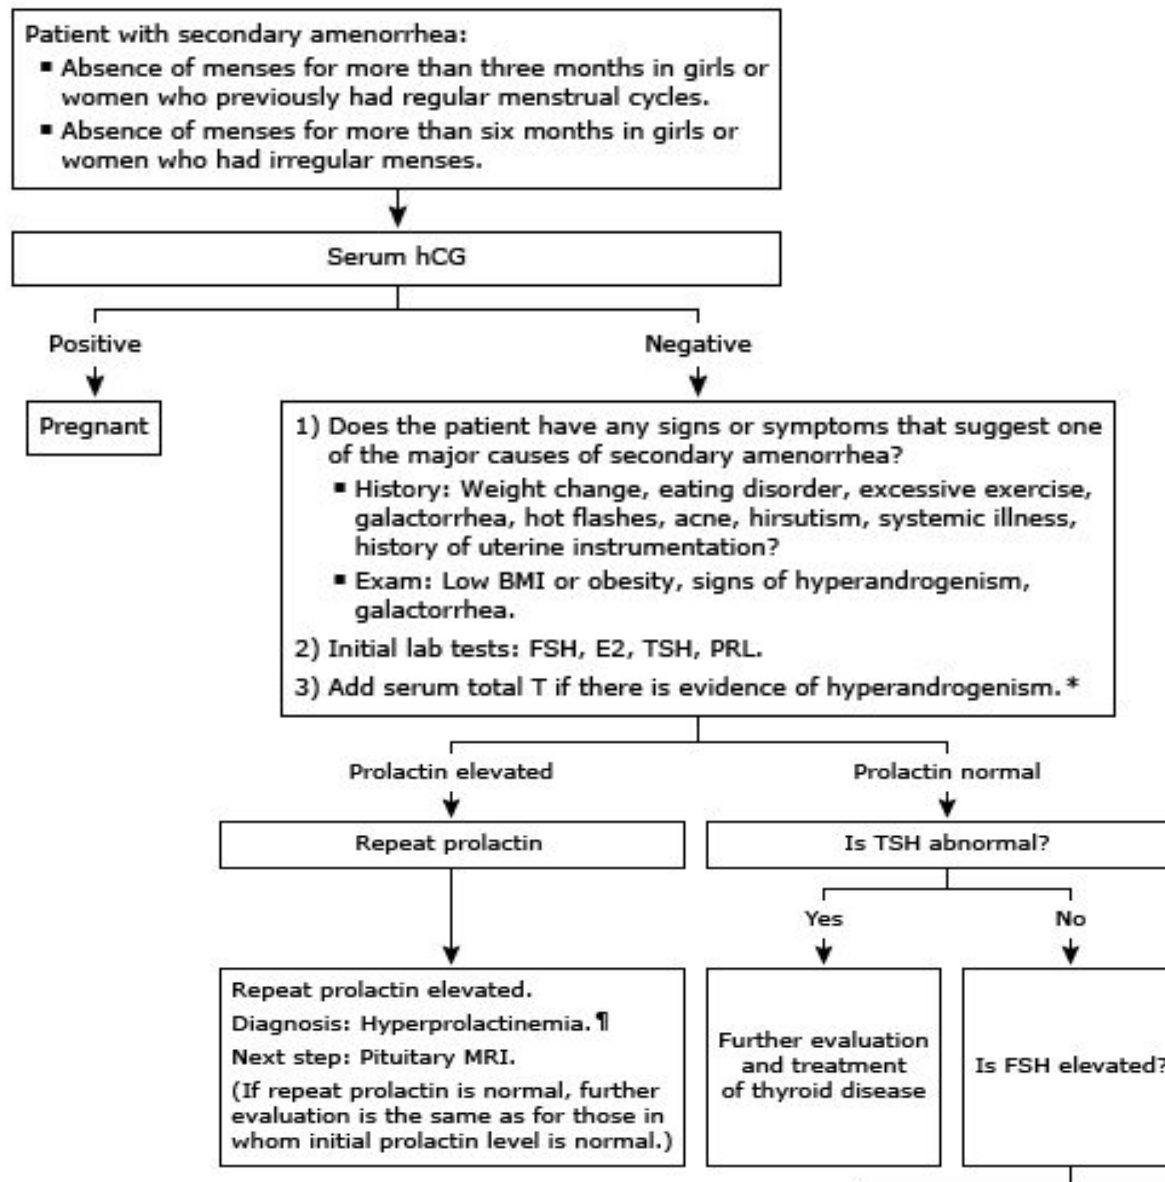 Patient with secondary amenorrhea:
▪ Absence of menses for more than three months in girls or
women who previously had regular menstrual cycles.
▪ Absence of menses for more than six months in girls or
women who had irregular menses.
Serum hCG
Positive
Negative
Pregnant
1) Does the patient have any signs or symptoms that suggest one
of the major causes of secondary amenorrhea?
▪ History: Weight change, eating disorder, excessive exercise,
galactorrhea, hot flashes, acne, hirsutism, systemic illness,
history of uterine instrumentation?
▪ Exam: Low BMI or obesity, signs of hyperandrogenism,
galactorrhea.
2) Initial lab tests: FSH, E2, TSH, PRL.
3) Add serum total T if there is evidence of hyperandrogenism.*
Prolactin elevated
Prolactin normal
Repeat prolactin
Is TSH abnormal?
Yes
No
Repeat prolactin elevated.
Diagnosis: Hyperprolactinemia.¶
Next step: Pituitary MRI.
(If repeat prolactin is normal, further
evaluation is the same as for those in
whom initial prolactin level is normal.)
Further evaluation
and treatment
of thyroid disease
Is FSH elevated?